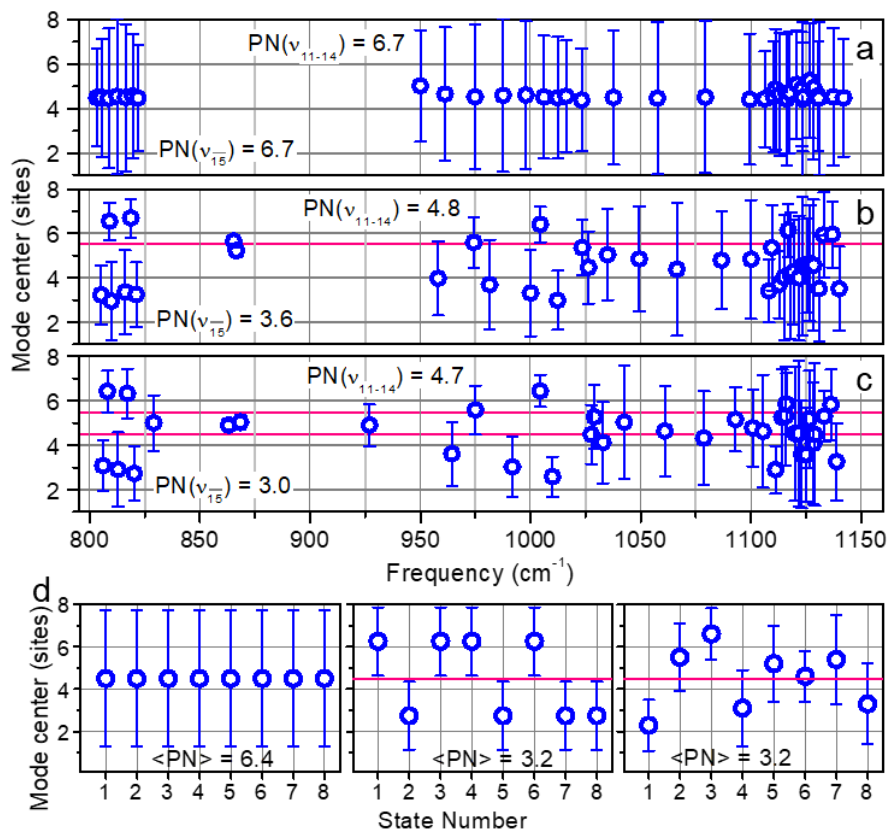 8
6
4
2
Mode center (sites)
PN(ν11-14) = 6.7
a
PN(ν15) = 6.7
8
6
4
2
PN(ν11-14) = 4.8
b
PN(ν15) = 3.6
8
6
4
2
PN(ν11-14) = 4.7
c
PN(ν15) = 3.0
800 850 900 950 1000 1050 1100 1150
Frequency (cm-1)
d
Mode center (sites)
8
6
4
2
<PN> = 6.4
<PN> = 3.2
<PN> = 3.2
1 2 3 4 5 6 7 8
1 2 3 4 5 6 7 8
1 2 3 4 5 6 7 8
State Number